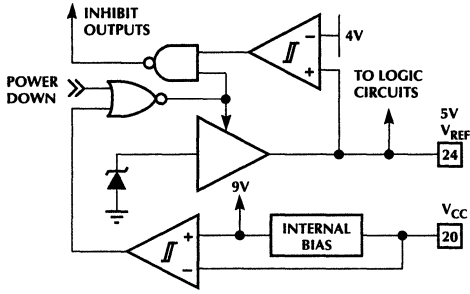 INHIBIT
OUTPUTS
POWER
DOWN
–
4V
+
TO LOGIC
CIRCUITS
5V
VREF
24
9V
VCC
+
INTERNAL
BIAS
20
–